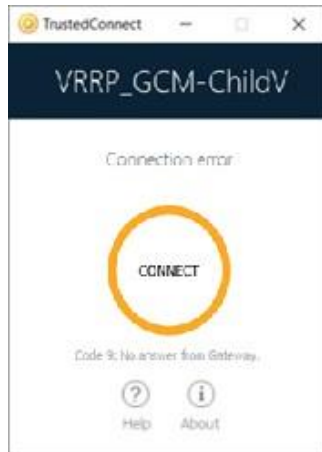 TrustedConnect
VRRP_GCM-ChildV
Connection error
CONNECT
Code 9: No answer from Gateway.
Help About